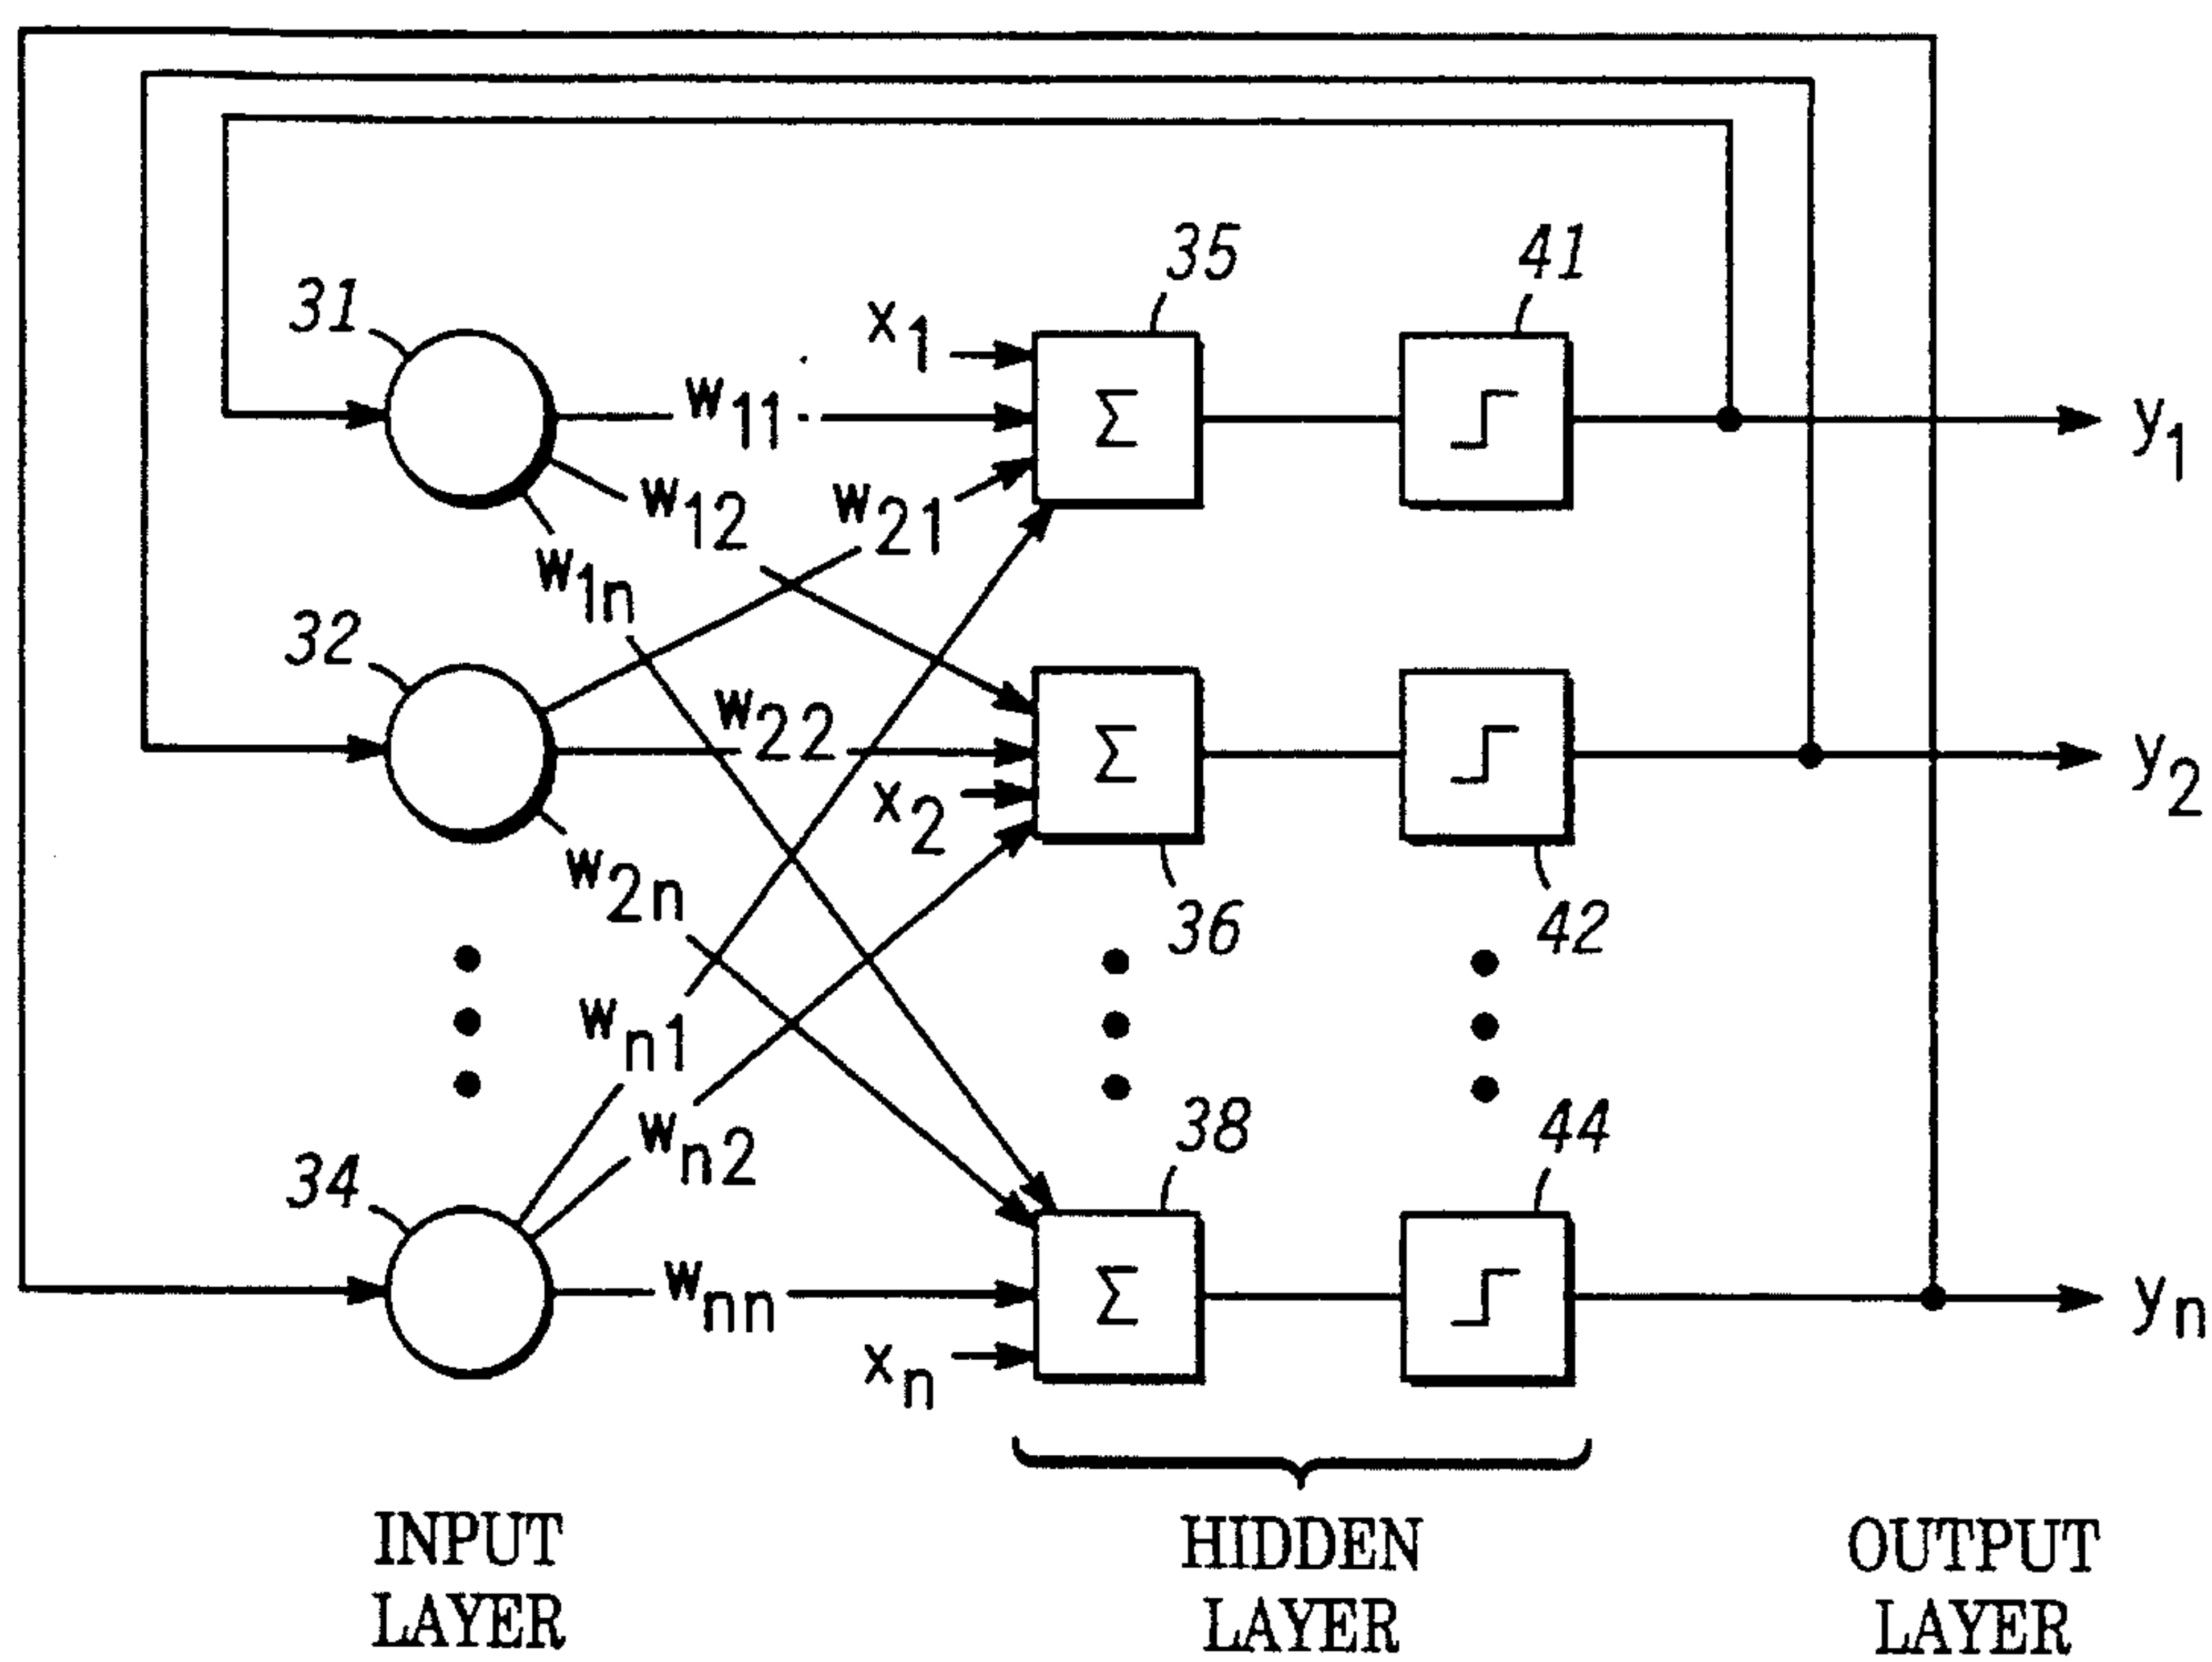 31
x1
35
41
w11
w12
w21
y1
w1n
Σ
32
w22
Σ
x2
y2
w2n
36
42
wn1
wn2
38
44
34
wnn
Σ
xn
yn
INPUT
LAYER
HIDDEN
LAYER
OUTPUT
LAYER